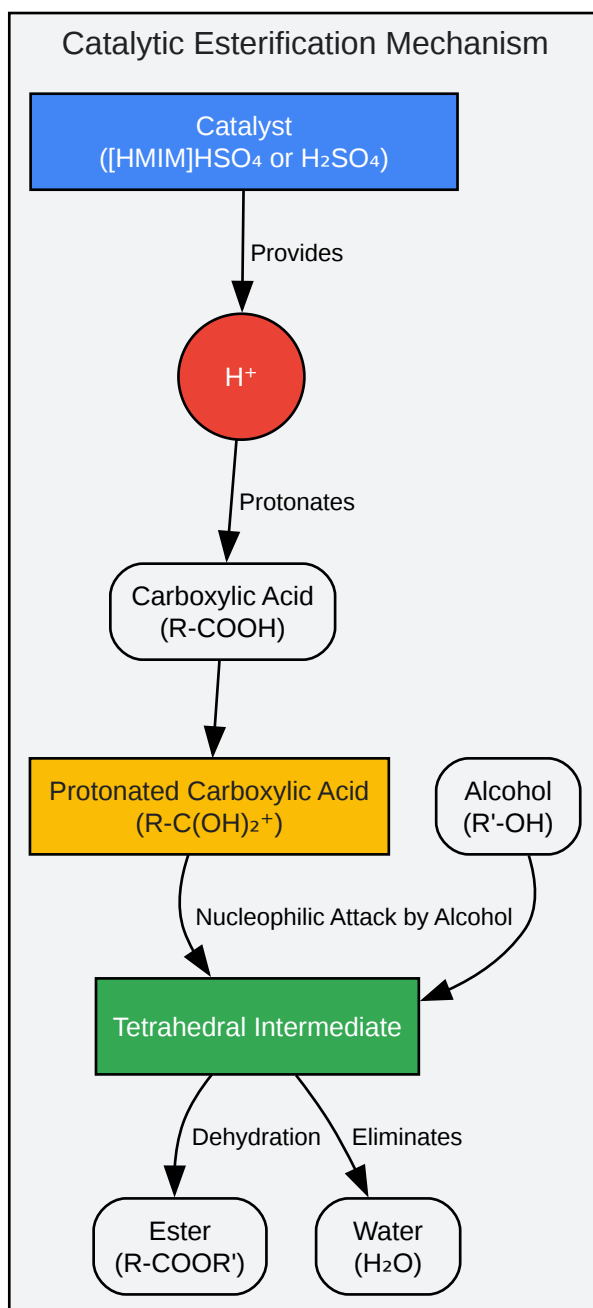 Catalytic Esterification Mechanism
Catalyst
([HMIM]HSO₄ or H₂SO₄)
Provides
H⁺
Protonates
Carboxylic Acid
(R-COOH)
Protonated Carboxylic Acid
(R-C(OH)₂⁺)
Alcohol
(R'-OH)
Nucleophilic Attack by Alcohol
Tetrahedral Intermediate
Dehydration
Eliminates
Ester
(R-COOR')
Water
(H₂O)